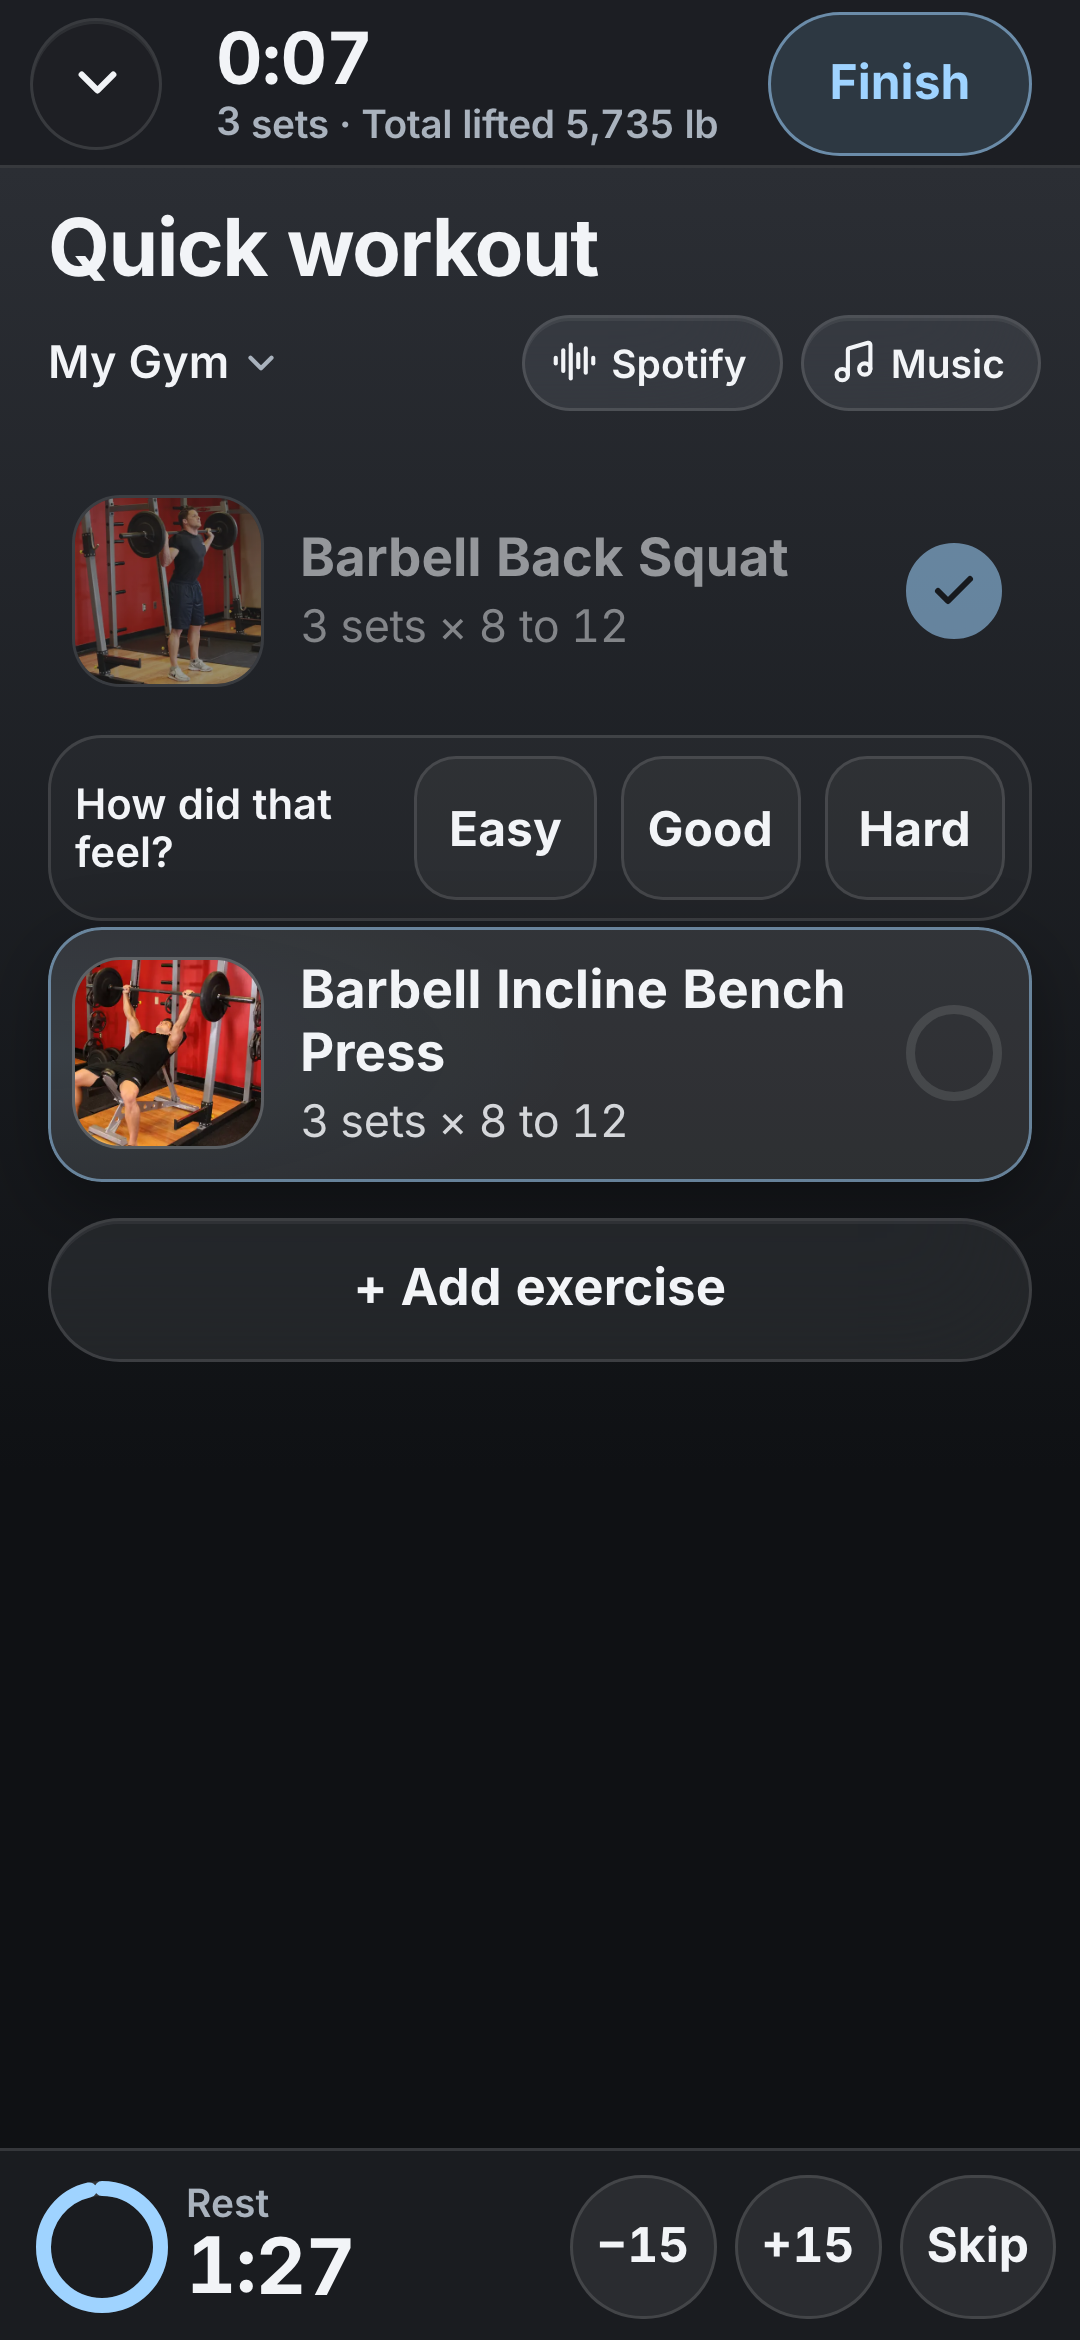 0:07
3 sets · Total lifted 5,735 lb
Finish
Quick workout
My Gym
Spotify
Music
Barbell Back Squat
3 sets × 8 to 12
How did that
feel?
Easy
Good
Hard
Barbell Incline Bench
Press
3 sets × 8 to 12
+ Add exercise
Rest
1:27
−15
+15
Skip